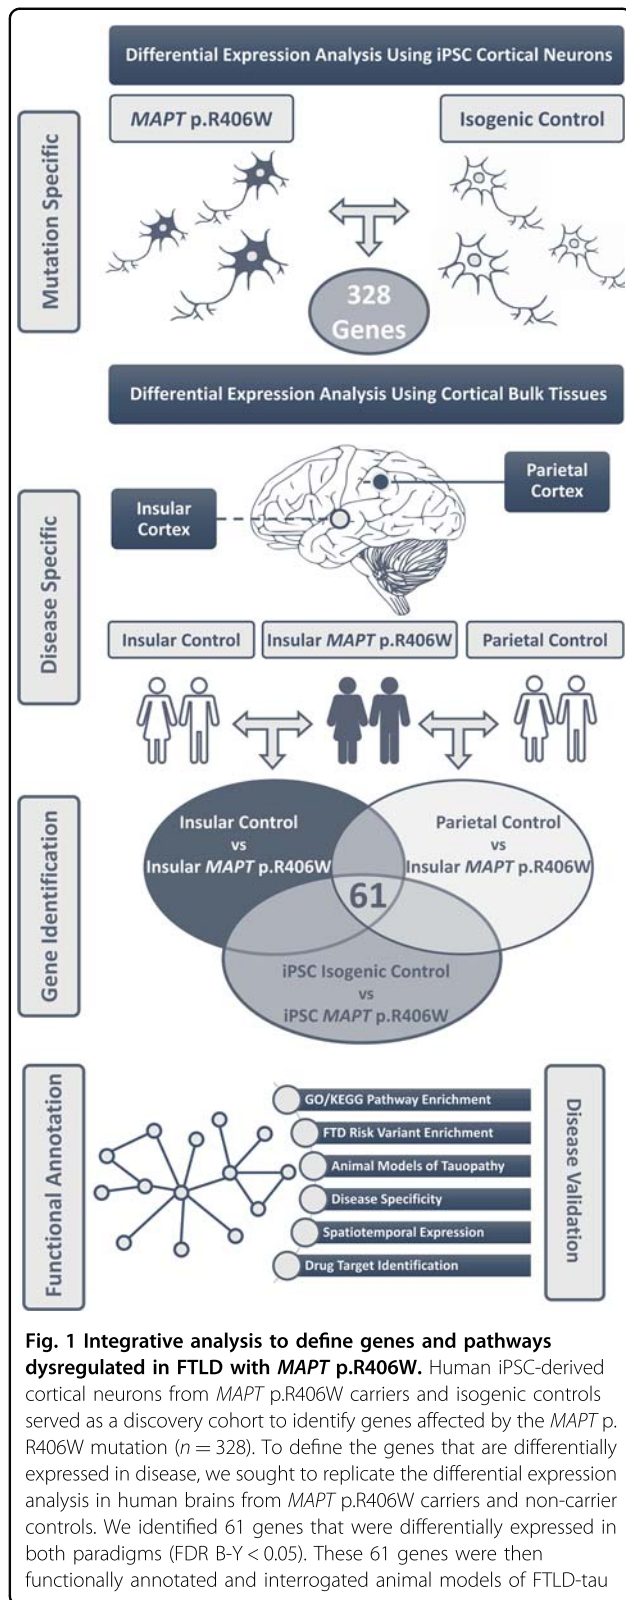 Differential Expression Analysis Using iPSC Cortical Neurons
MAPT p.R406W
Isogenic Control
Mutation Specific
328
Genes
Differential Expression Analysis Using Cortical Bulk Tissues
Parietal
Cortex
Insular
Cortex
Disease Specific
Insular Control
Insular MAPT p.R406W
Parietal Control
Gene Identification
Insular Control
vs
Insular MAPT p.R406W
Parietal Control
vs
Insular MAPT p.R406W
61
iPSC Isogenic Control
vs
iPSC MAPT p.R406W
Functional Annotation
GO/KEGG Pathway Enrichment
FTD Risk Variant Enrichment
Animal Models of Tauopathy
Disease Specificity
Spatiotemporal Expression
Drug Target Identification
Disease Validation
Fig. 1 Integrative analysis to define genes and pathways
dysregulated in FTLD with MAPT p.R406W. Human iPSC-derived
cortical neurons from MAPT p.R406W carriers and isogenic controls
served as a discovery cohort to identify genes affected by the MAPT p.
R406W mutation (n = 328). To define the genes that are differentially
expressed in disease, we sought to replicate the differential expression
analysis in human brains from MAPT p.R406W carriers and non-carrier
controls. We identified 61 genes that were differentially expressed in
both paradigms (FDR B-Y < 0.05). These 61 genes were then
functionally annotated and interrogated animal models of FTLD-tau